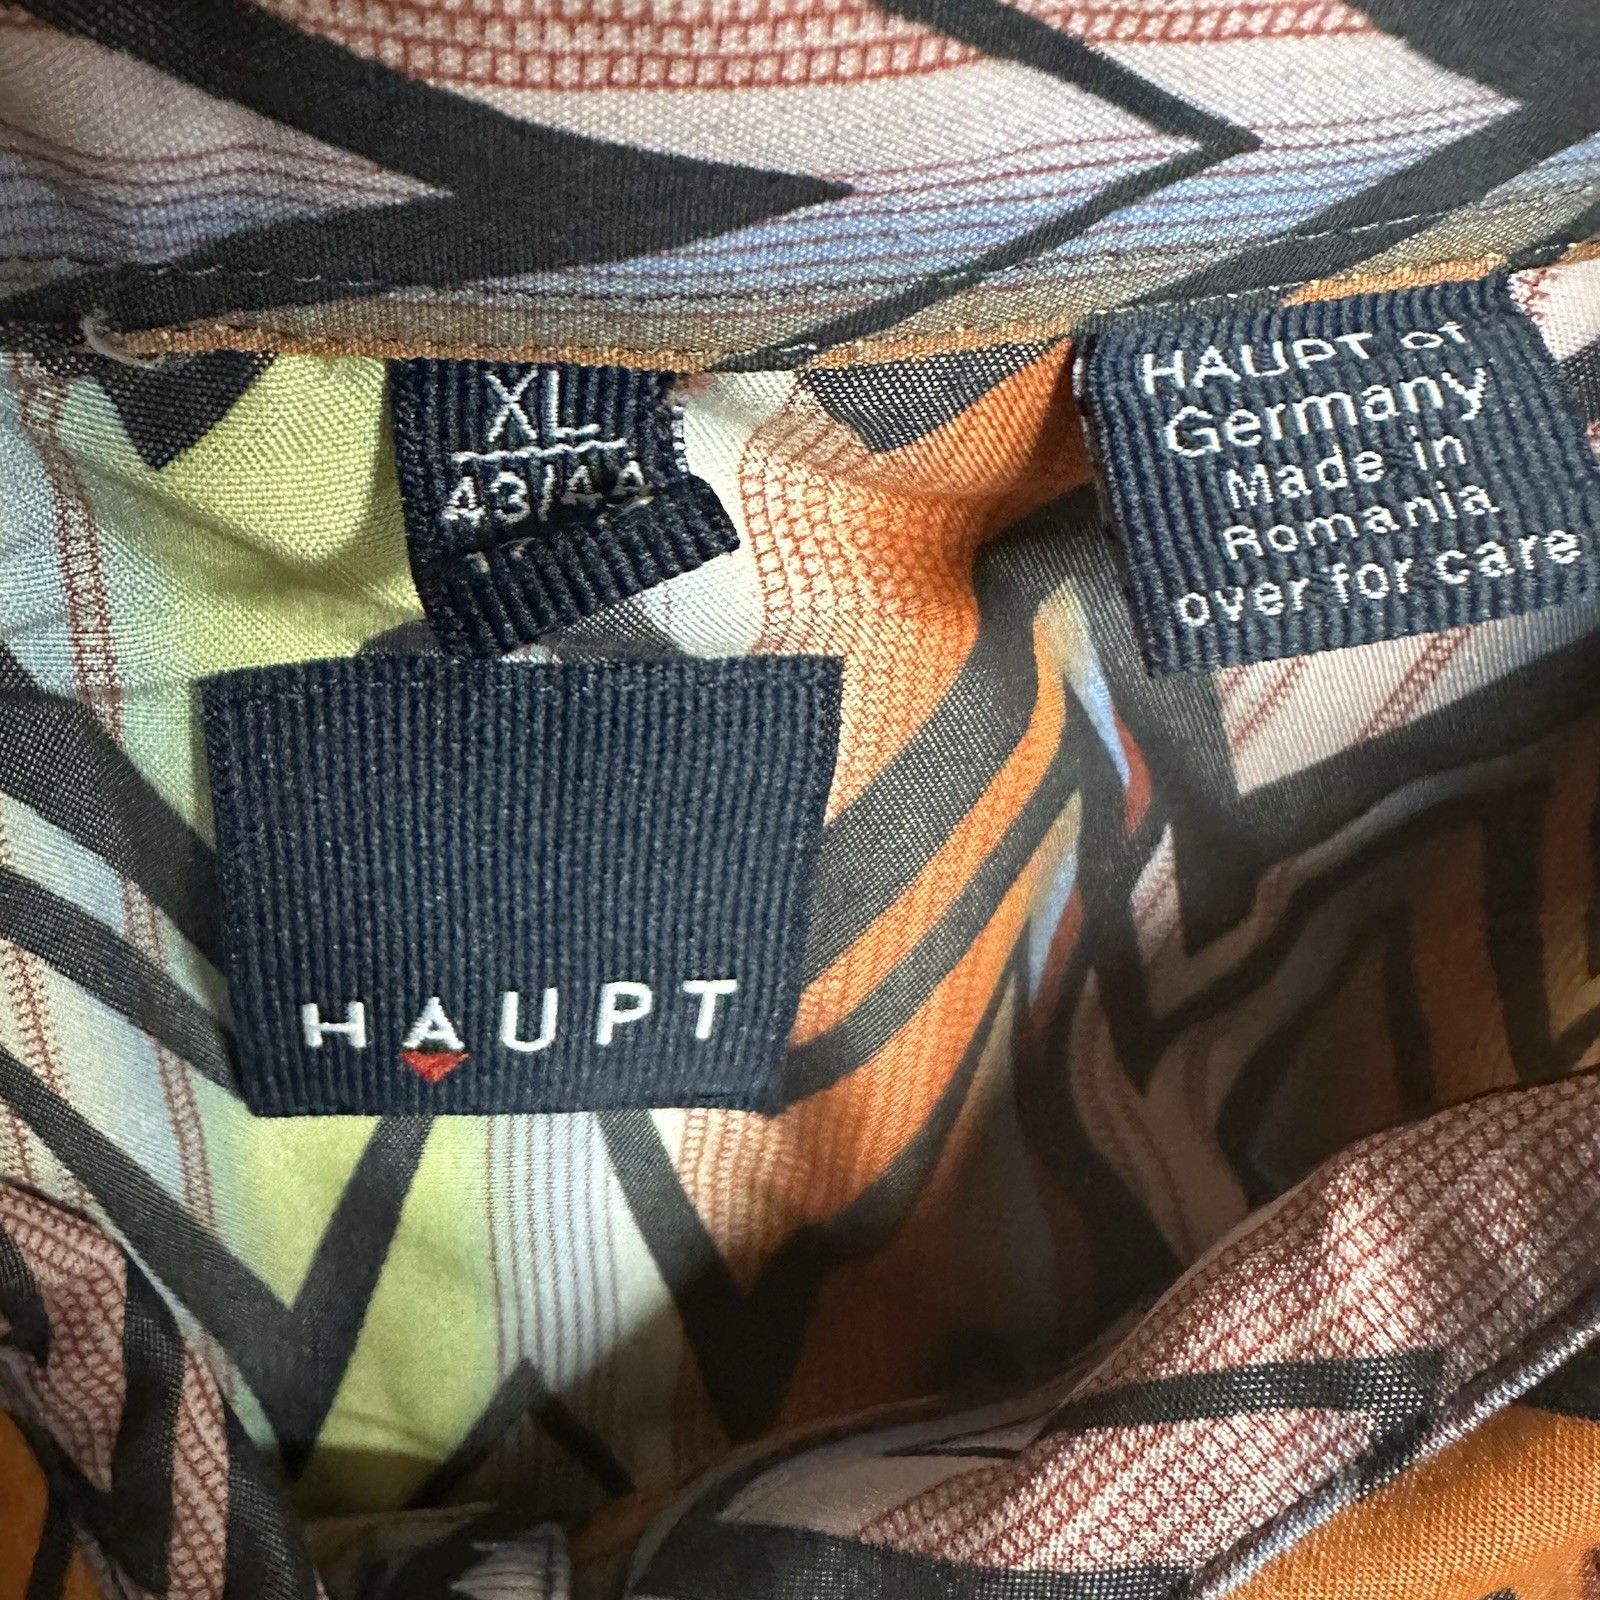 XL
43/44
HAUPT of
Germany
Made in
Romania
over for care
HAUPT